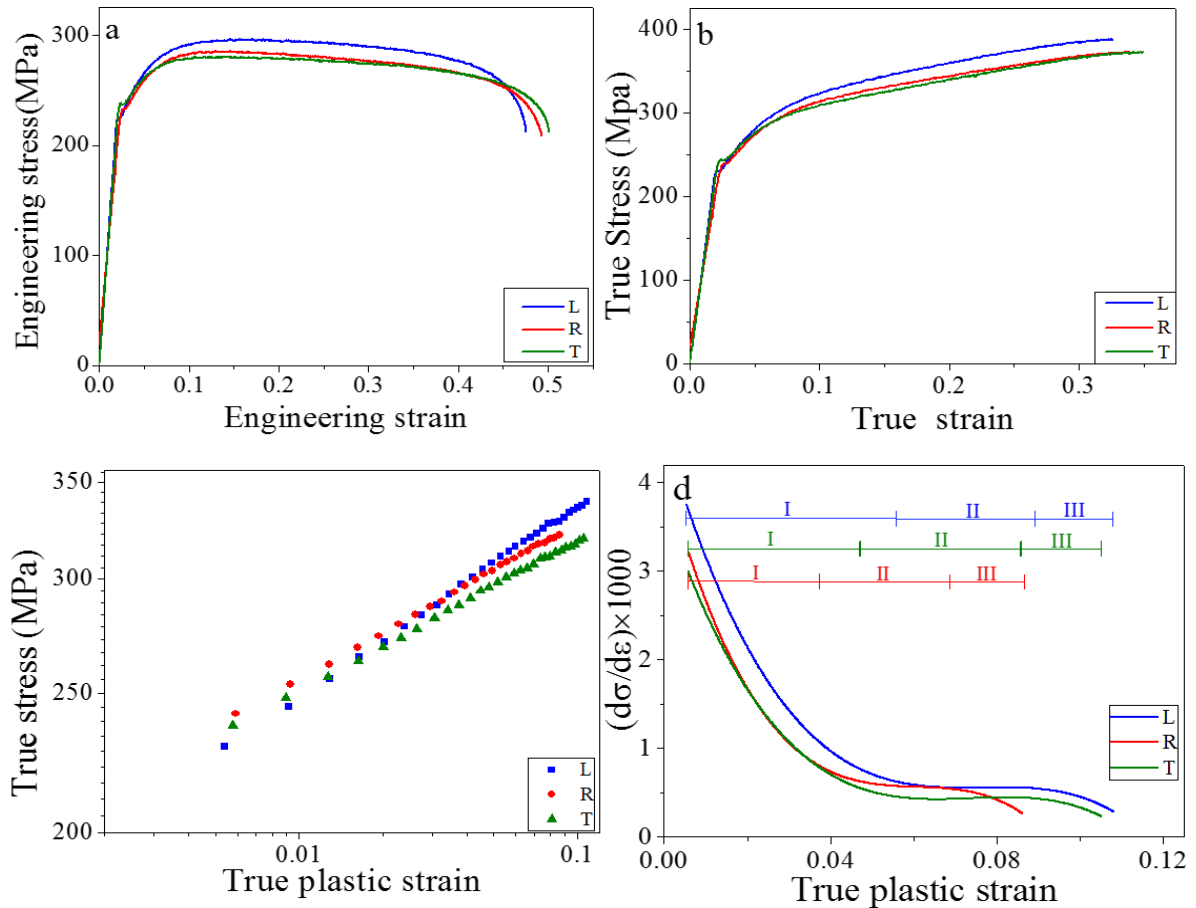 a
Engineering stress(MPa)
300
200
100
0
0.0 0.1 0.2 0.3 0.4 0.5
Engineering strain
L
R
T
b
True Stress (Mpa)
400
300
400
100
0
0.0 0.1 0.2 0.3
True strain
L
R
T
True stress (MPa)
350
300
250
200
0.01 0.1
True plastic strain
L
R
T
d
(dσ/dε)×1000
4
3
2
1
0
0.00 0.04 0.08 0.12
True plastic strain
I II III
I II III
I II III
L
R
T